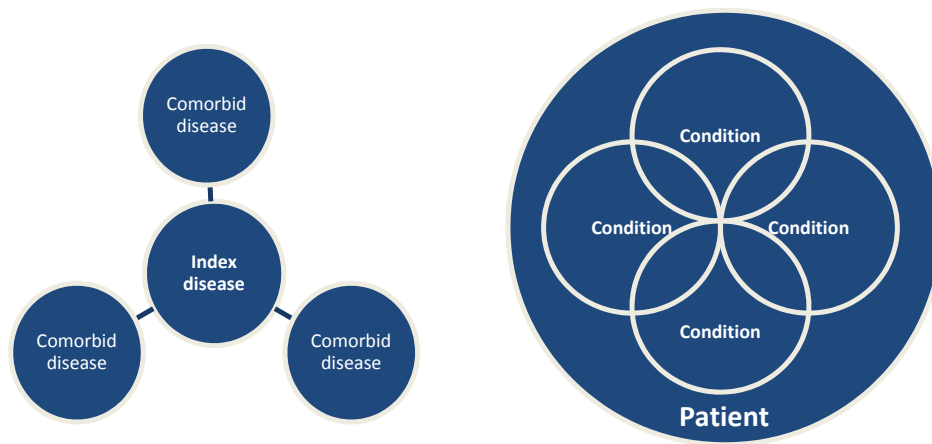 Comorbid
disease
Index
disease
Comorbid
disease
Comorbid
disease
Condition
Condition
Condition
Condition
Patient